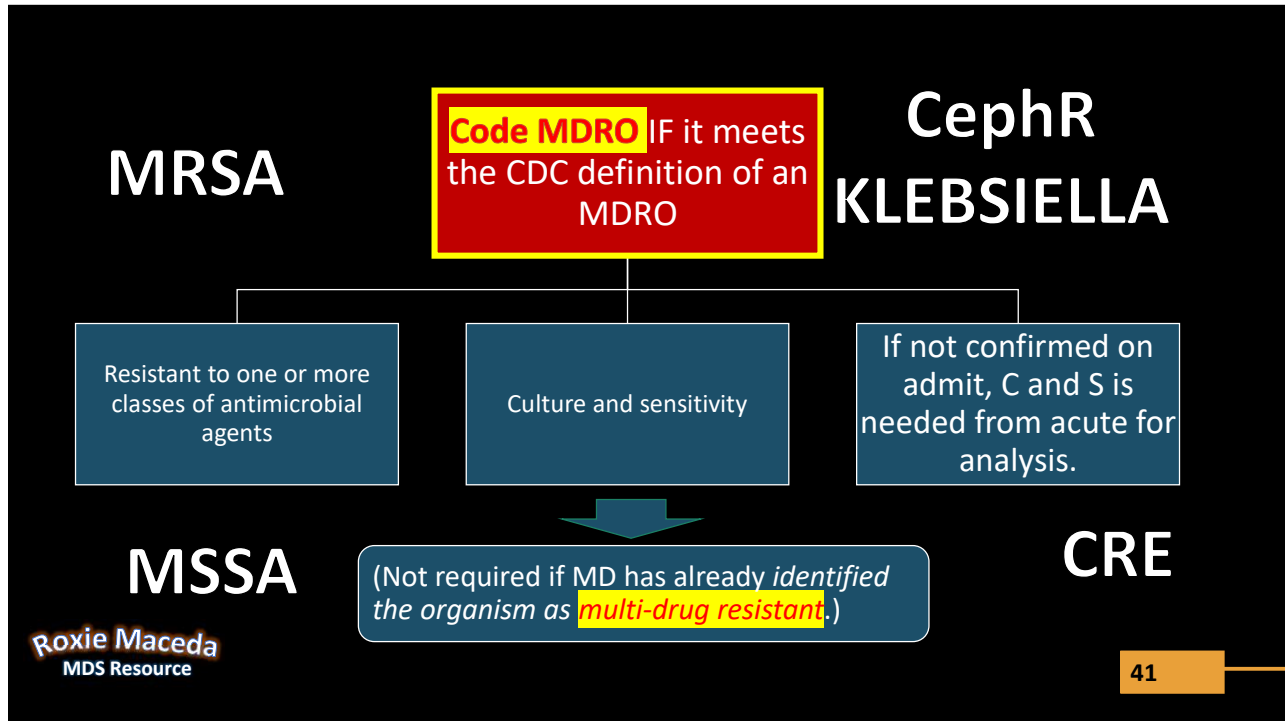 MRSA
Code MDRO IF it meets
the CDC definition of an
MDRO
CephR
KLEBSIELLA
Resistant to one or more
classes of antimicrobial
agents
Culture and sensitivity
If not confirmed on
admit, C and S is
needed from acute for
analysis.
MSSA
(Not required if MD has already identified
the organism as multi-drug resistant.)
CRE
Roxie Maceda
MDS Resource
41